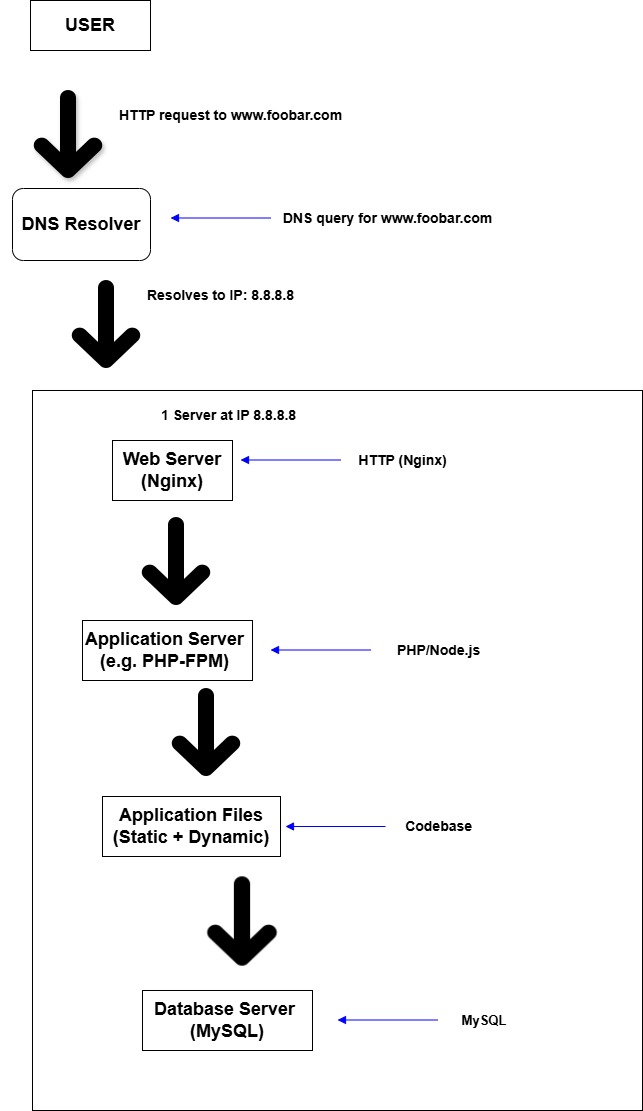 USER
HTTP request to www.foobar.com
DNS Resolver
DNS query for www.foobar.com
Resolves to IP: 8.8.8.8
1 Server at IP 8.8.8.8
Web Server
(Nginx)
HTTP (Nginx)
Application Server
(e.g. PHP-FPM)
PHP/Node.js
Application Files
(Static + Dynamic)
Codebase
Database Server
(MySQL)
MySQL